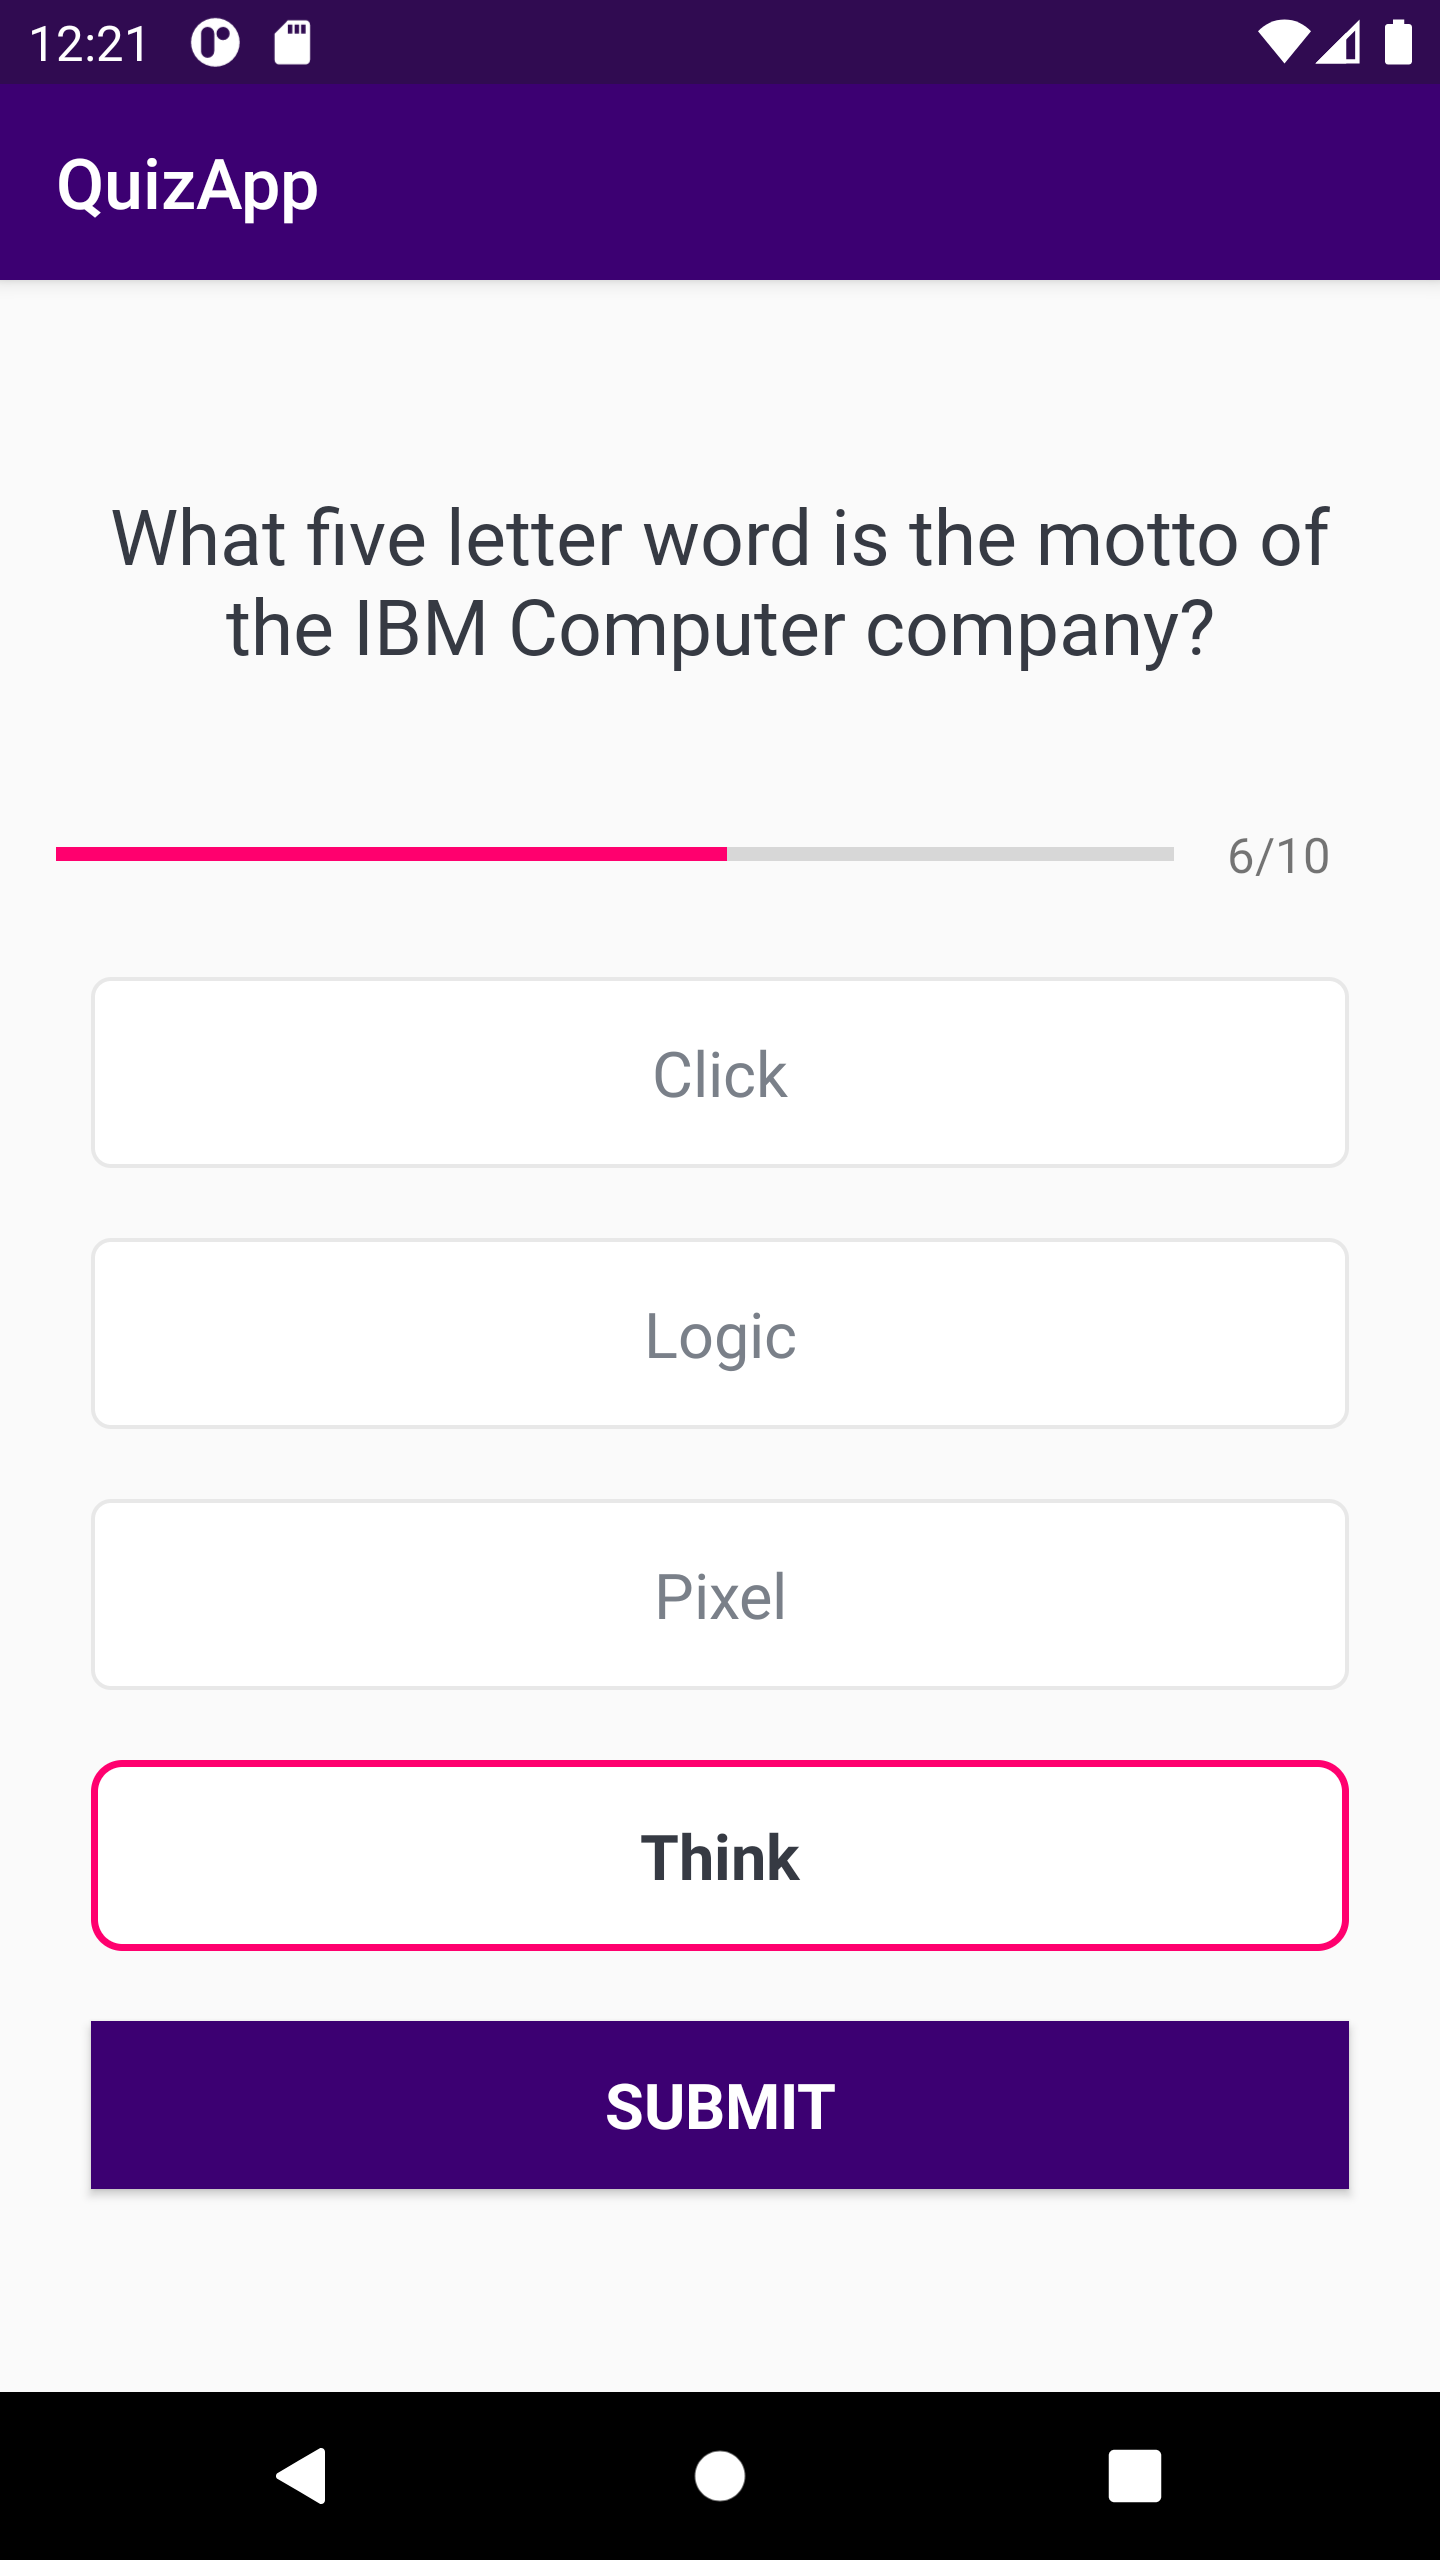 12:21
QuizApp
What five letter word is the motto of
the IBM Computer company?
6/10
Click
Logic
Pixel
Think
SUBMIT